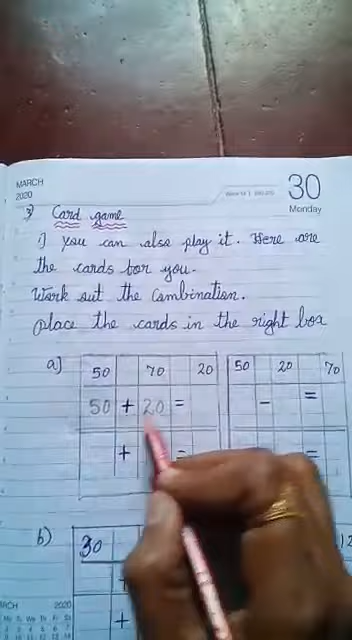 MARCH
2020
30
Monday
3) Card game
1) you can also play it. Here are
the cards for you.
Work out the Combination.
place the cards in the right box
a) 50 70 20 50 20 70
50 + 20 = - =
+ = =
b) 30
+
+
2020